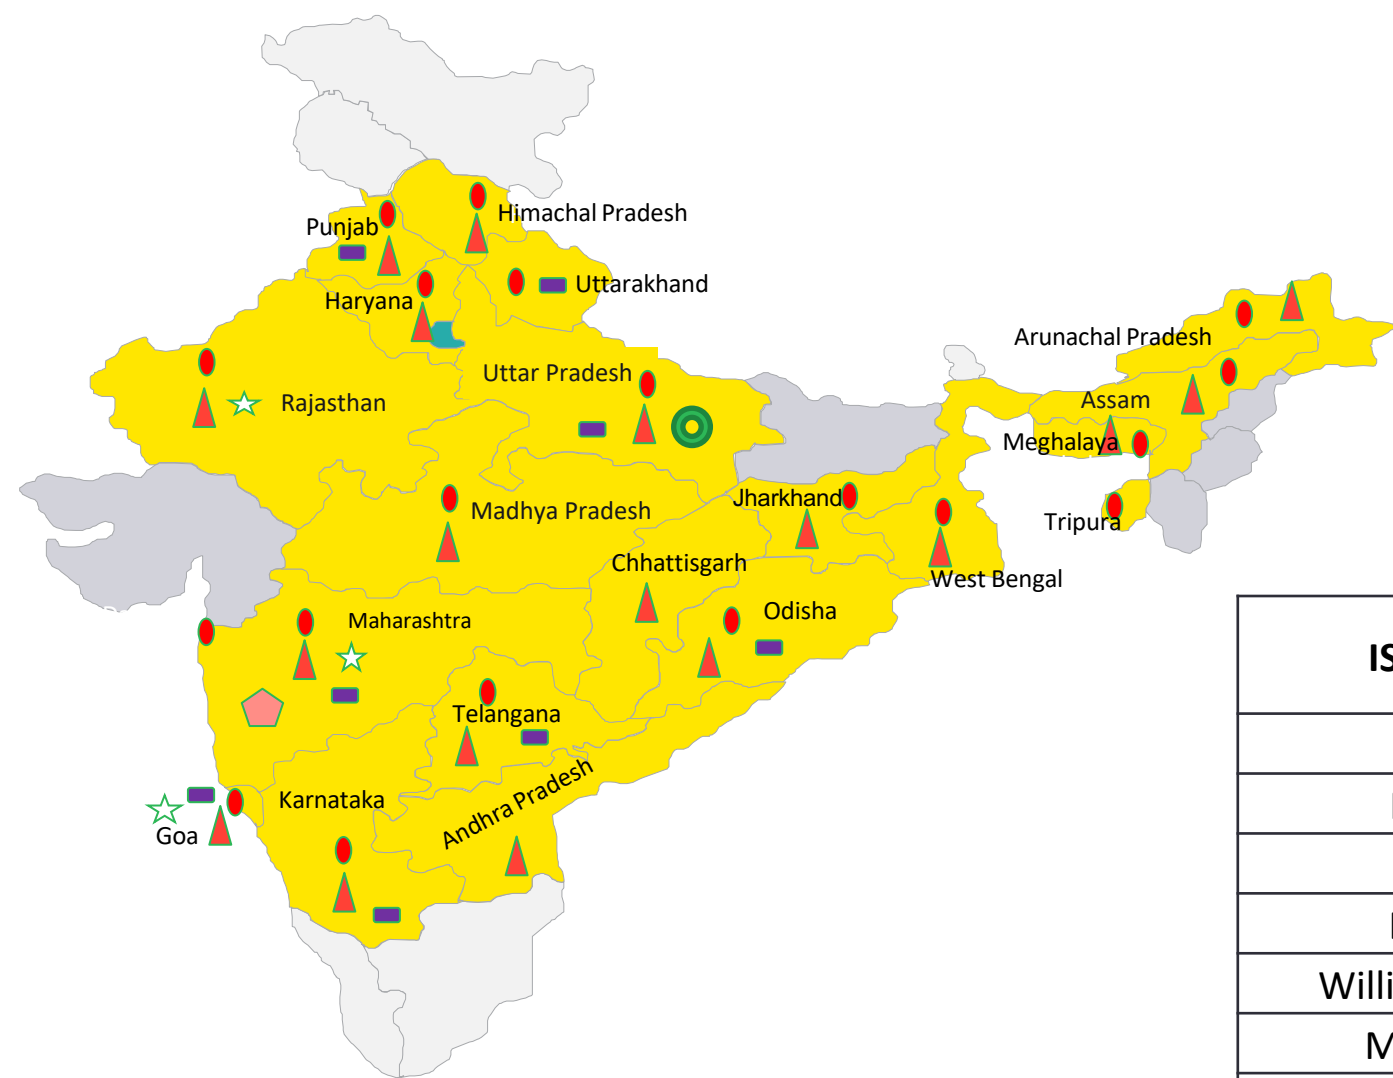 Himachal Pradesh
Punjab
Uttarakhand
Haryana
Arunachal Pradesh
Uttar Pradesh
Rajasthan
Assam
Meghalaya
Jharkhand
Madhya Pradesh
Tripura
Chhattisgarh
West Bengal
Odisha
Maharashtra
Telangana
Karnataka
Andhra Pradesh
Goa